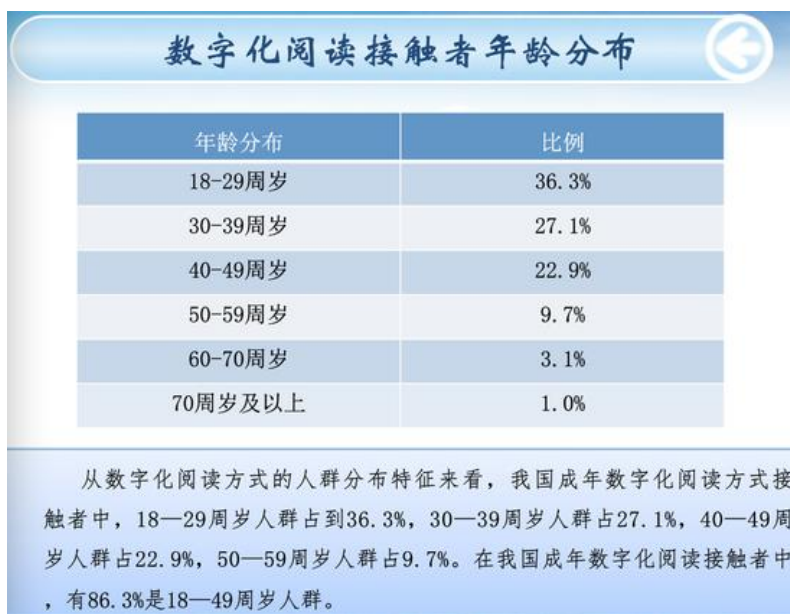 数字化阅读接触者年龄分布
年龄分布 比例
18-29周岁 36.3%
30-39周岁 27.1%
40-49周岁 22.9%
50-59周岁 9.7%
60-70周岁 3.1%
70周岁及以上 1.0%
从数字化阅读方式的人群分布特征来看，我国成年数字化阅读方式接
触者中，18—29周岁人群占到36.3%，30—39周岁人群占27.1%，40—49周
岁人群占22.9%，50—59周岁人群占9.7%。在我国成年数字化阅读接触者中
，有86.3%是18—49周岁人群。